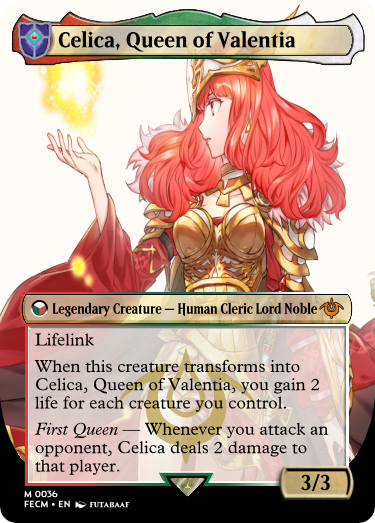 Celica, Queen of Valentia
Legendary Creature — Human Cleric Lord Noble
Lifelink
When this creature transforms into
Celica, Queen of Valentia, you gain 2
life for each creature you control.
First Queen — Whenever you attack an
opponent, Celica deals 2 damage to
that player.
3/3
M 0036
FECM • EN FUTABAAF